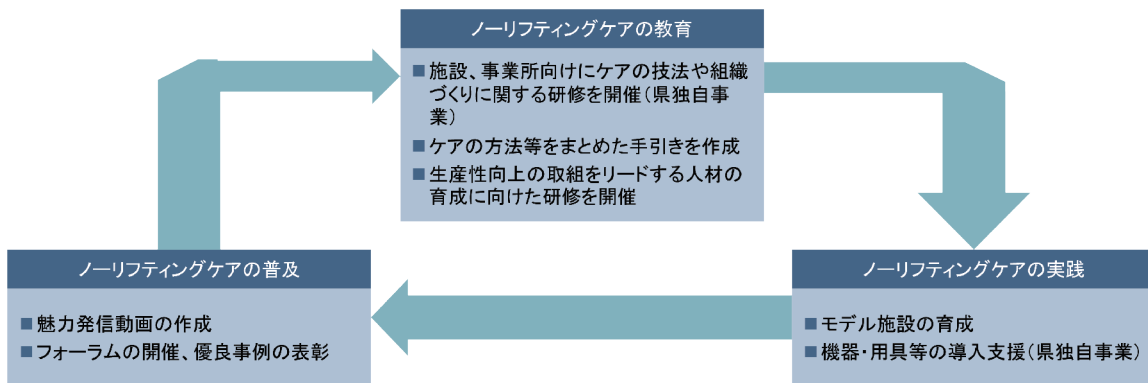 ノーリフティングケアの教育
■施設、事業所向けにケアの技法や組織
づくりに関する研修を開催(県独自事
業)
■ケアの方法等をまとめた手引きを作成
■生産性向上の取組をリードする人材の
育成に向けた研修を開催
ノーリフティングケアの普及
■魅力発信動画の作成
■フォーラムの開催、優良事例の表彰
ノーリフティングケアの実践
■モデル施設の育成
■機器・用具等の導入支援(県独自事業)